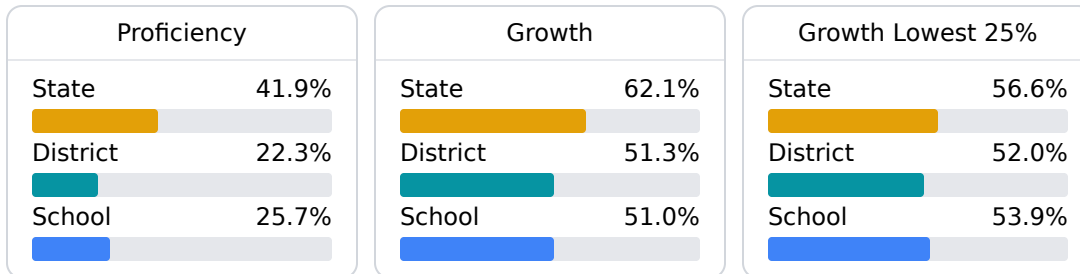 Proficiency
State 41.9%
District 22.3%
School 25.7%
Growth
State 62.1%
District 51.3%
School 51.0%
Growth Lowest 25%
State 56.6%
District 52.0%
School 53.9%